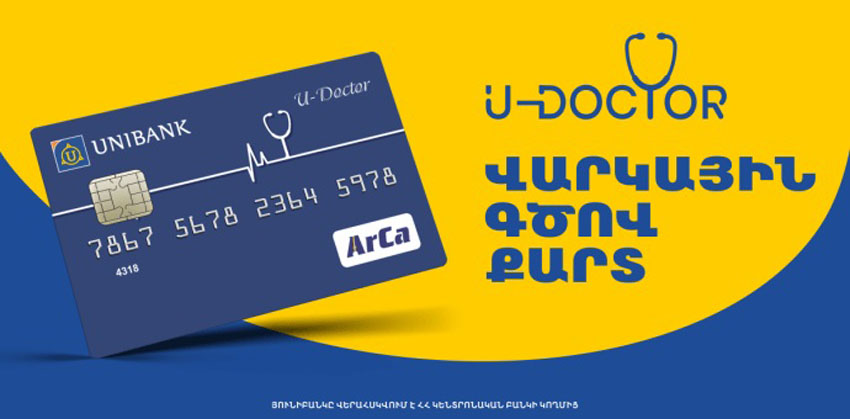 UNIBANK
U-Doctor
7867 5678 2364 5978
4318
ArCa
U-DOCTOR
ՎԱՐԿԱՅԻՆ
ԳԾՈՎ
ՔԱՐՏ
ՅՈՒՆԻԲԱՆԿԸ ՎԵՐԱՀՍԿՎՈՒՄ Է ՀՀ ԿԵՆՏՐՈՆԱԿԱՆ ԲԱՆԿԻ ԿՈՂՄԻՑ